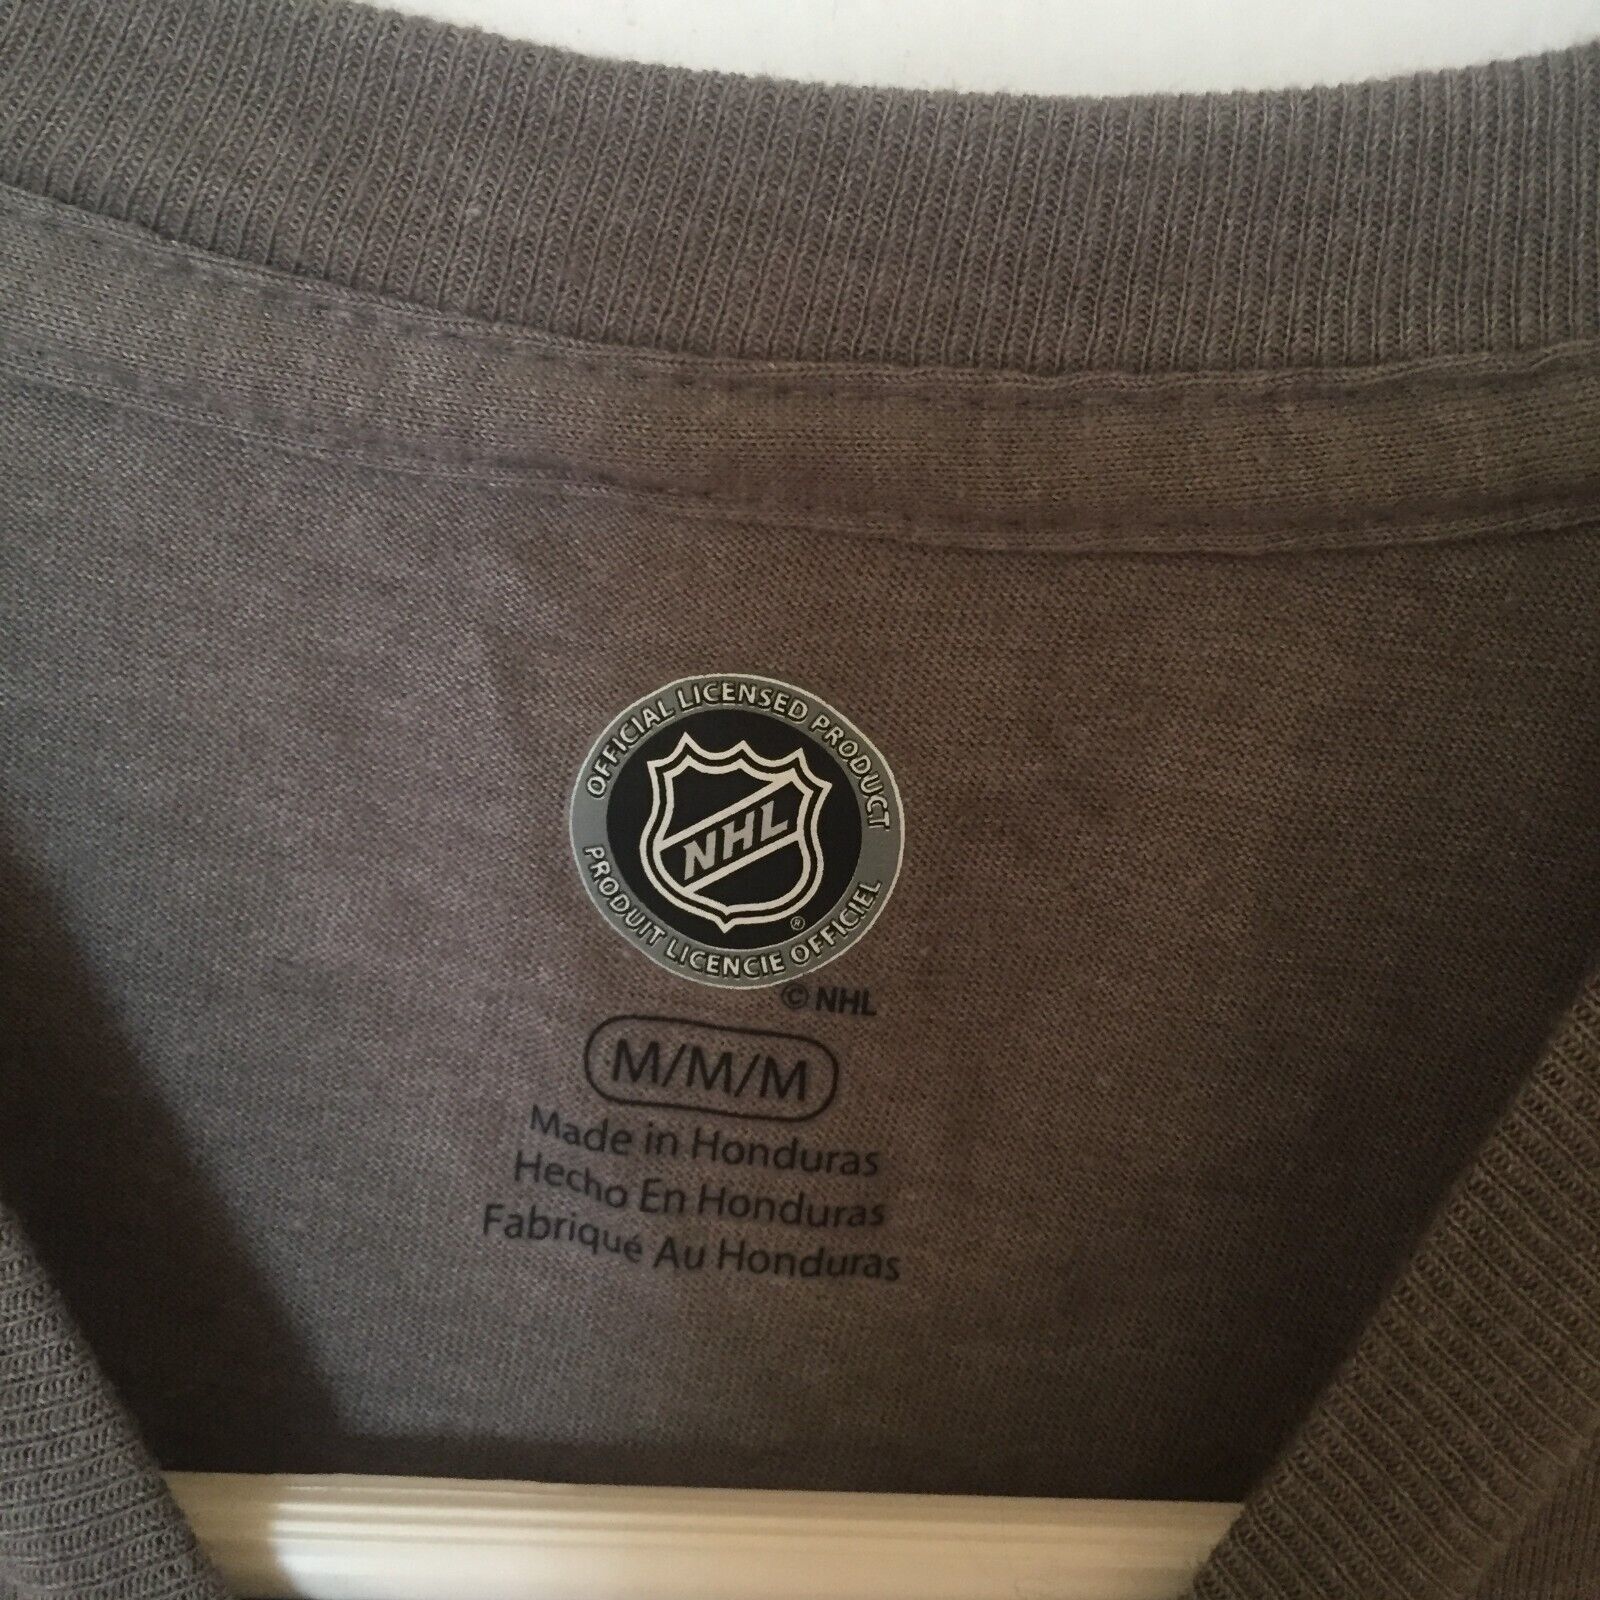 OFFICIAL LICENSED PRODUCT
NHL
®
PRODUIT LICENCIE OFFICIEL
© NHL
M/M/M
Made in Honduras
Hecho En Honduras
Fabriqué Au Honduras